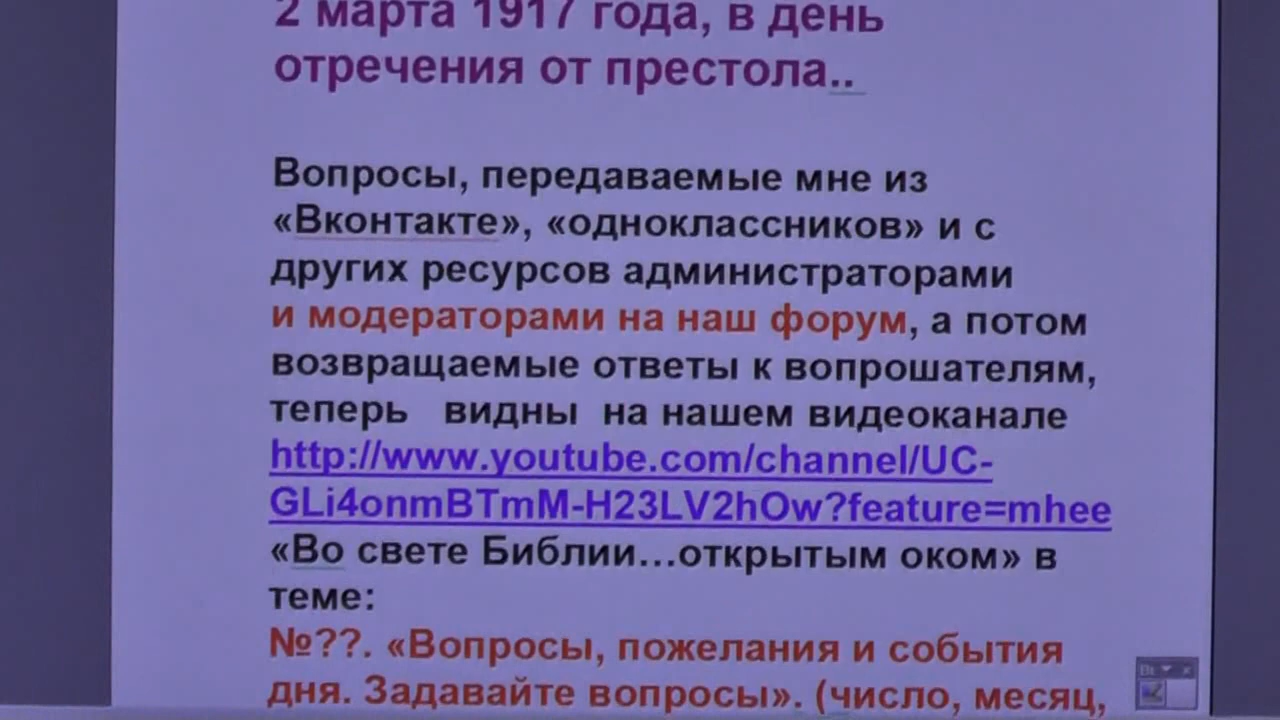 2 марта 1917 года, в день
отречения от престола..
Вопросы, передаваемые мне из
«Вконтакте», «одноклассников» и с
других ресурсов администраторами
и модераторами на наш форум, а потом
возвращаемые ответы к вопрошателям,
теперь видны на нашем видеоканале
http://www.youtube.com/channel/UC-
GLi4onmBTmM-H23LV2hOw?feature=mhee
«Во свете Библии...открытым оком» в
теме:
№??. «Вопросы, пожелания и события
дня. Задавайте вопросы». (число, месяц,